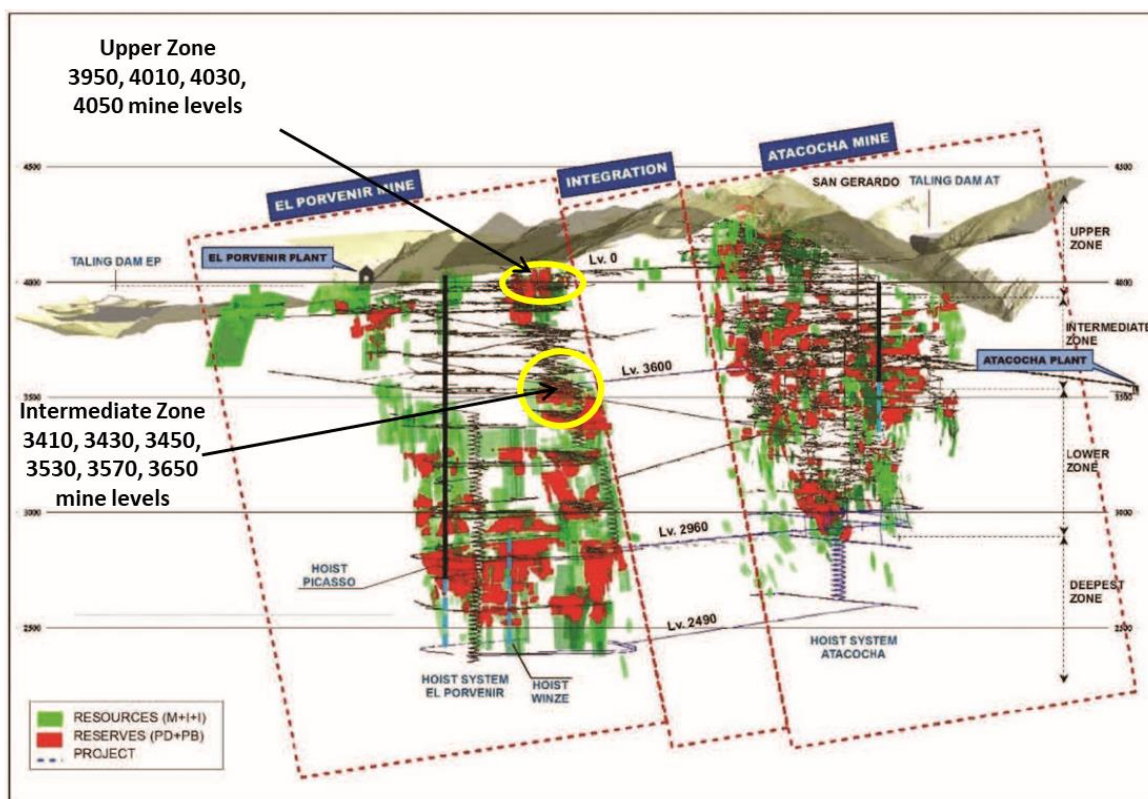 Upper Zone
3950, 4010, 4030,
4050 mine levels
4500
4500
ATACOCHA MINE
INTEGRATION
SAN GERARDO
TALING DAM AT
EL PORVENIR MINE
UPPER
ZONE
TALING DAM EP
EL PORVENIR PLANT
Lv. 0
4000
4000
INTERMEDIATE
ZONE
ATACOCHA PLANT
Lv. 3600
3500
3500
Intermediate Zone
3410, 3430, 3450,
3530, 3570, 3650
mine levels
LOWER
ZONE
3000
3000
Lv. 2960
HOIST
PICASSO
DEEPEST
ZONE
Lv. 2490
2500
2500
HOIST SYSTEM
ATACOCHA
HOIST SYSTEM
EL PORVENIR
HOIST
WINZE
RESOURCES (M+I+I)
RESERVES (PD+PB)
PROJECT